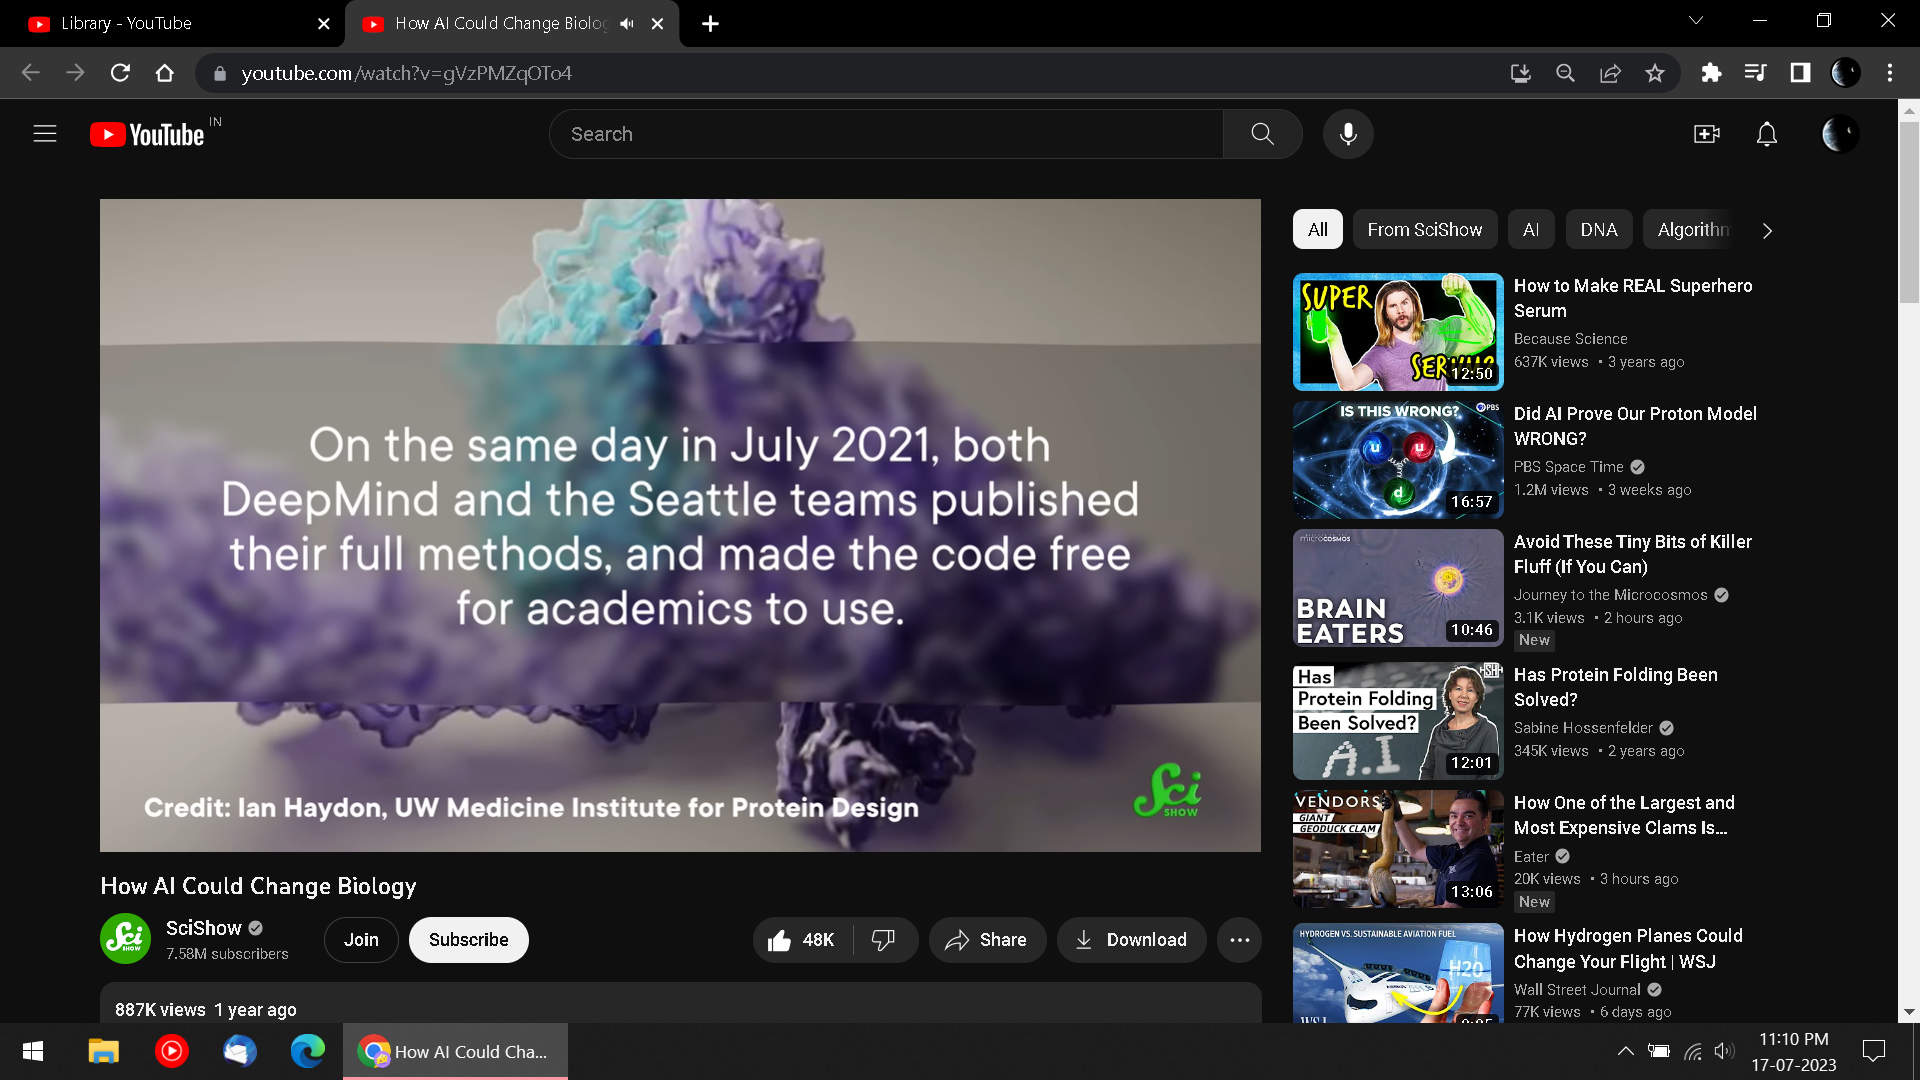 Library - YouTube
How AI Could Change Biolog
youtube.com/watch?v=gVzPMZqOTo4
YouTube IN
Search
On the same day in July 2021, both
DeepMind and the Seattle teams published
their full methods, and made the code free
for academics to use.
Credit: Ian Haydon, UW Medicine Institute for Protein Design
Sci
SHOW
How AI Could Change Biology
SciShow
7.58M subscribers
Join
Subscribe
48K
Share
Download
887K views 1 year ago
All
From SciShow
AI
DNA
Algorithm
SUPER
SERUM?
12:50
How to Make REAL Superhero
Serum
Because Science
637K views • 3 years ago
IS THIS WRONG?
PBS
u
u
d
16:57
Did AI Prove Our Proton Model
WRONG?
PBS Space Time
1.2M views • 3 weeks ago
microcosmos
BRAIN
EATERS
10:46
Avoid These Tiny Bits of Killer
Fluff (If You Can)
Journey to the Microcosmos
3.1K views • 2 hours ago
New
Has
Protein Folding
Been Solved?
A.I
SH
12:01
Has Protein Folding Been
Solved?
Sabine Hossenfelder
345K views • 2 years ago
VENDORS
GIANT
GEODUCK CLAM
13:06
How One of the Largest and
Most Expensive Clams Is...
Eater
20K views • 3 hours ago
New
HYDROGEN VS. SUSTAINABLE AVIATION FUEL
H20
WSJ
How Hydrogen Planes Could
Change Your Flight | WSJ
Wall Street Journal
77K views • 6 days ago
How AI Could Cha...
11:10 PM
17-07-2023